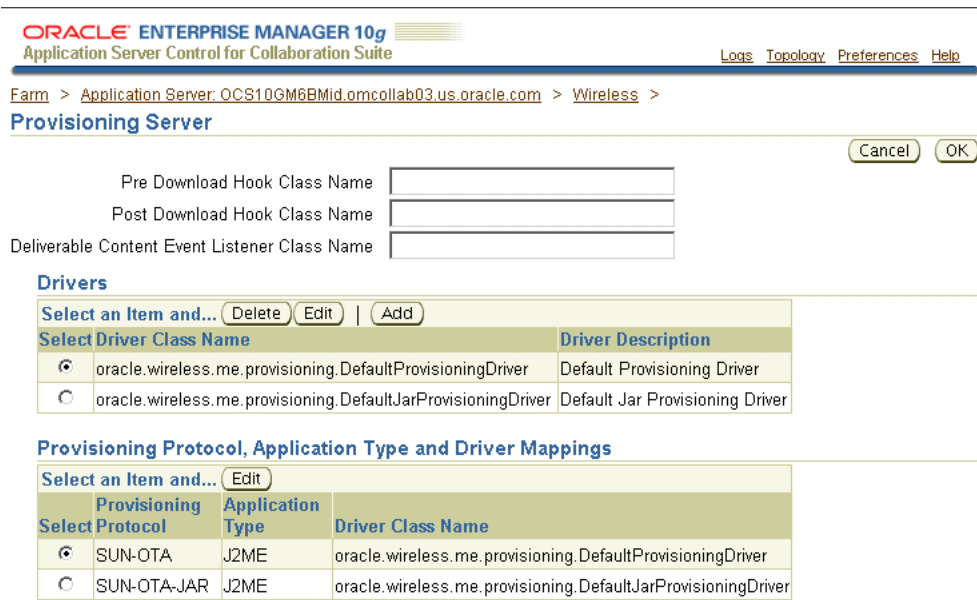 ORACLE ENTERPRISE MANAGER 10g
Application Server Control for Collaboration Suite
Logs Topology Preferences Help
Farm > Application Server: OCS10GM6BMid.omcollab03.us.oracle.com > Wireless >
Provisioning Server
Cancel OK
Pre Download Hook Class Name
Post Download Hook Class Name
Deliverable Content Event Listener Class Name
Drivers
Select an Item and... Delete Edit | Add
Select Driver Class Name Driver Description
oracle.wireless.me.provisioning.DefaultProvisioningDriver Default Provisioning Driver
oracle.wireless.me.provisioning.DefaultJarProvisioningDriver Default Jar Provisioning Driver
Provisioning Protocol, Application Type and Driver Mappings
Select an Item and... Edit
Select Provisioning Protocol Application Type Driver Class Name
SUN-OTA J2ME oracle.wireless.me.provisioning.DefaultProvisioningDriver
SUN-OTA-JAR J2ME oracle.wireless.me.provisioning.DefaultJarProvisioningDriver